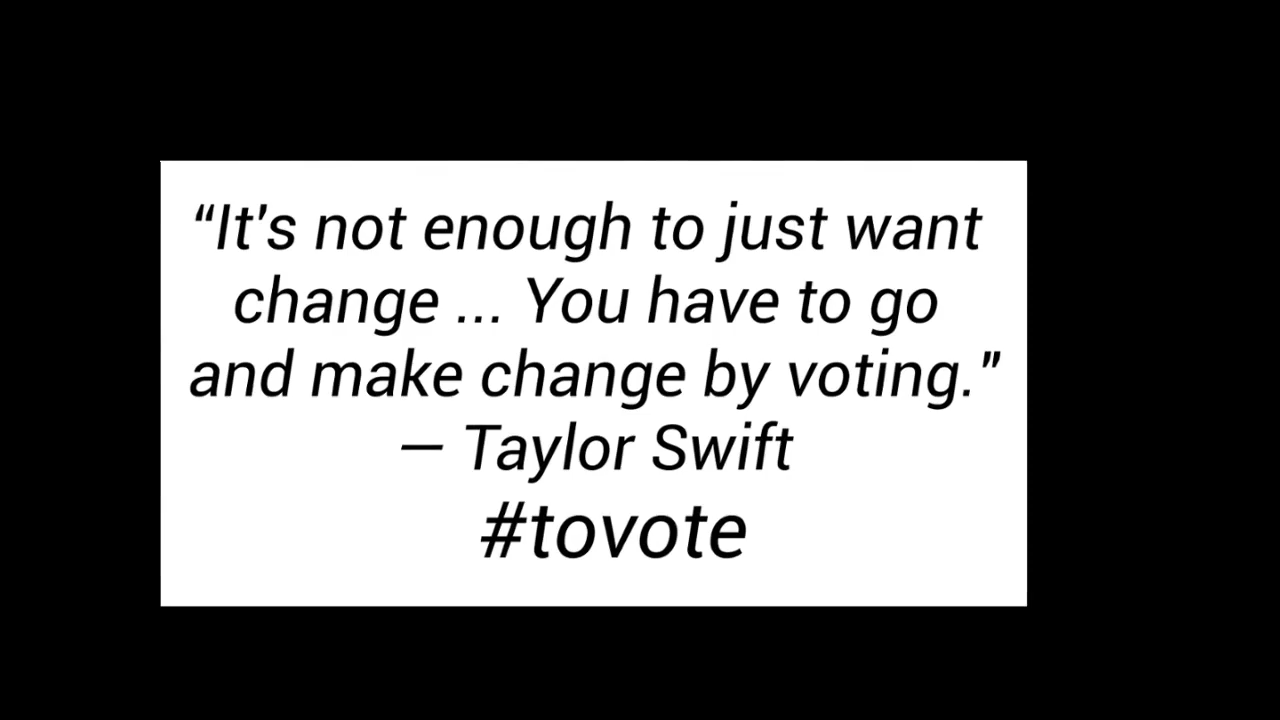 “It's not enough to just want
change ... You have to go
and make change by voting.”
— Taylor Swift
#tovote